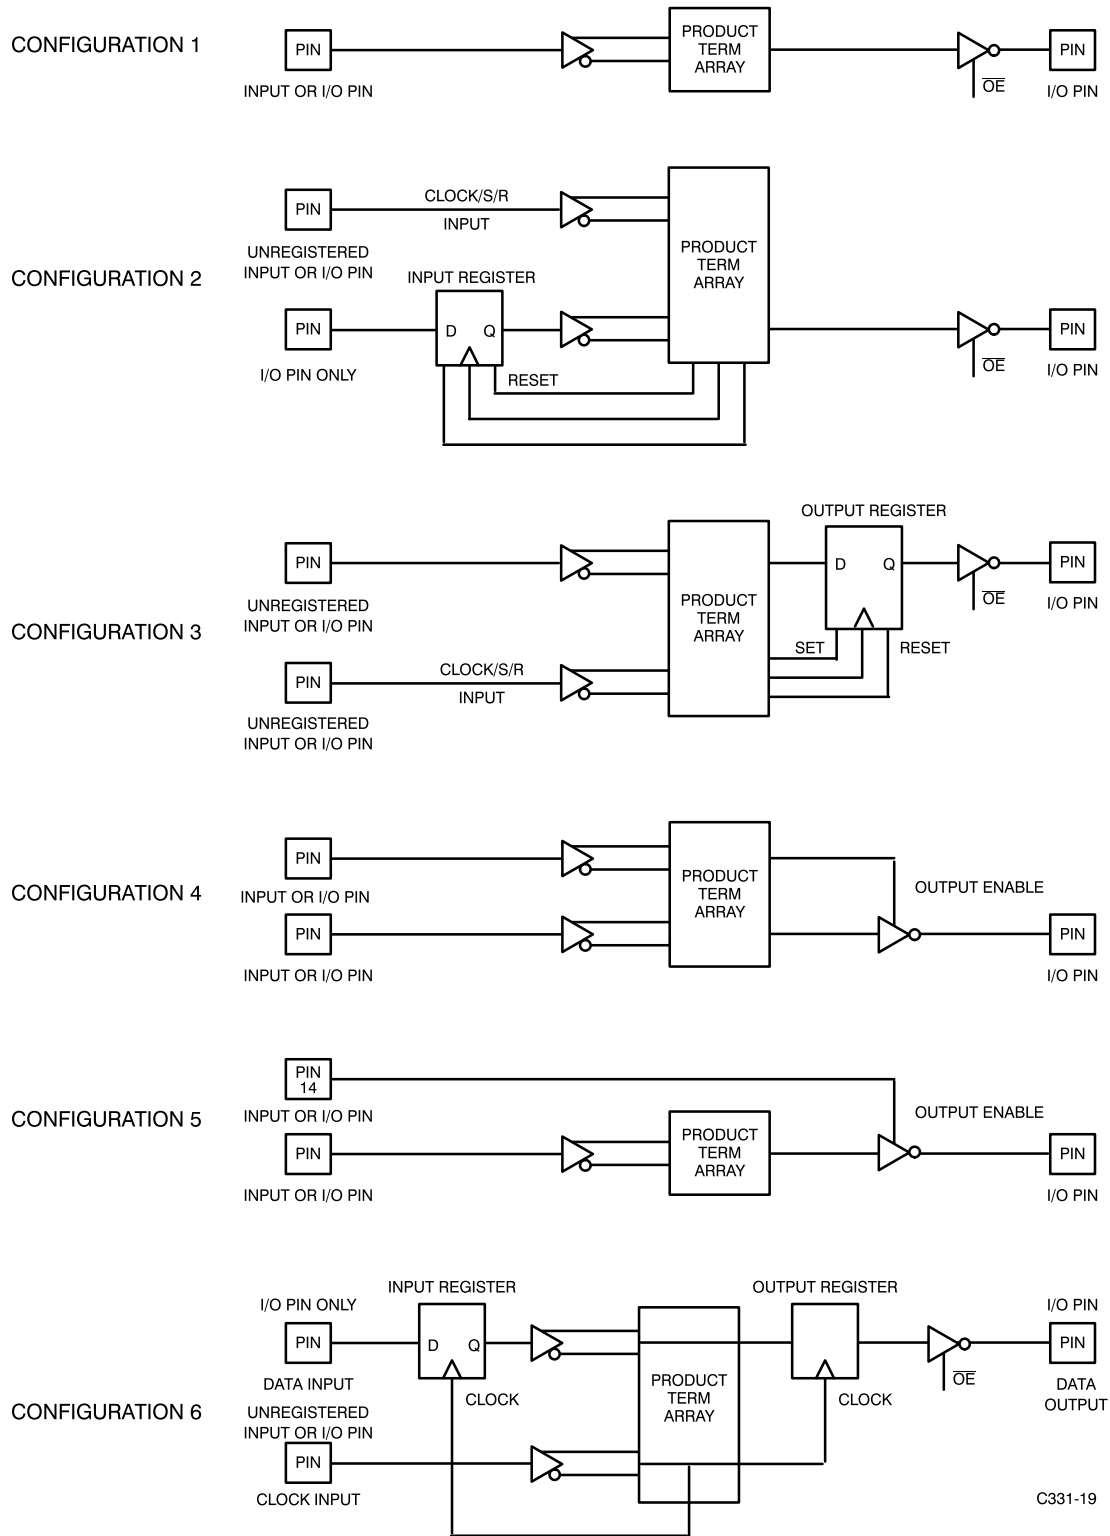 CONFIGURATION 1
PIN
INPUT OR I/O PIN
PRODUCT
TERM
ARRAY
OE
PIN
I/O PIN
CONFIGURATION 2
PIN
CLOCK/S/R
INPUT
UNREGISTERED
INPUT OR I/O PIN
INPUT REGISTER
PIN
D Q
I/O PIN ONLY
RESET
PRODUCT
TERM
ARRAY
OE
PIN
I/O PIN
CONFIGURATION 3
PIN
UNREGISTERED
INPUT OR I/O PIN
PIN
CLOCK/S/R
INPUT
UNREGISTERED
INPUT OR I/O PIN
PRODUCT
TERM
ARRAY
OUTPUT REGISTER
D Q
SET
RESET
OE
PIN
I/O PIN
CONFIGURATION 4
PIN
INPUT OR I/O PIN
PIN
INPUT OR I/O PIN
PRODUCT
TERM
ARRAY
OUTPUT ENABLE
PIN
I/O PIN
CONFIGURATION 5
PIN
14
INPUT OR I/O PIN
PIN
INPUT OR I/O PIN
PRODUCT
TERM
ARRAY
OUTPUT ENABLE
PIN
I/O PIN
CONFIGURATION 6
I/O PIN ONLY
PIN
DATA INPUT
UNREGISTERED
INPUT OR I/O PIN
PIN
CLOCK INPUT
INPUT REGISTER
D Q
CLOCK
PRODUCT
TERM
ARRAY
OUTPUT REGISTER
CLOCK
OE
I/O PIN
PIN
DATA
OUTPUT
C331-19